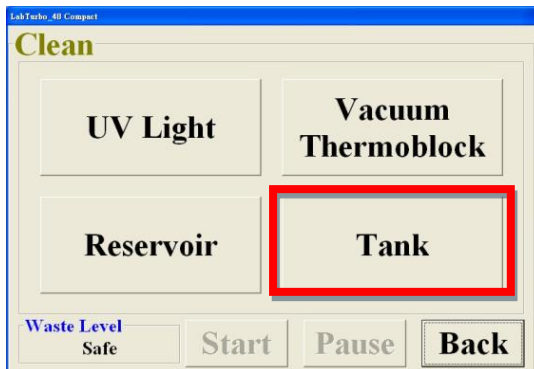 LabTurbo_48 Compact
Clean
UV Light
Vacuum
Thermoblock
Reservoir
Tank
Waste Level
Safe
Start
Pause
Back